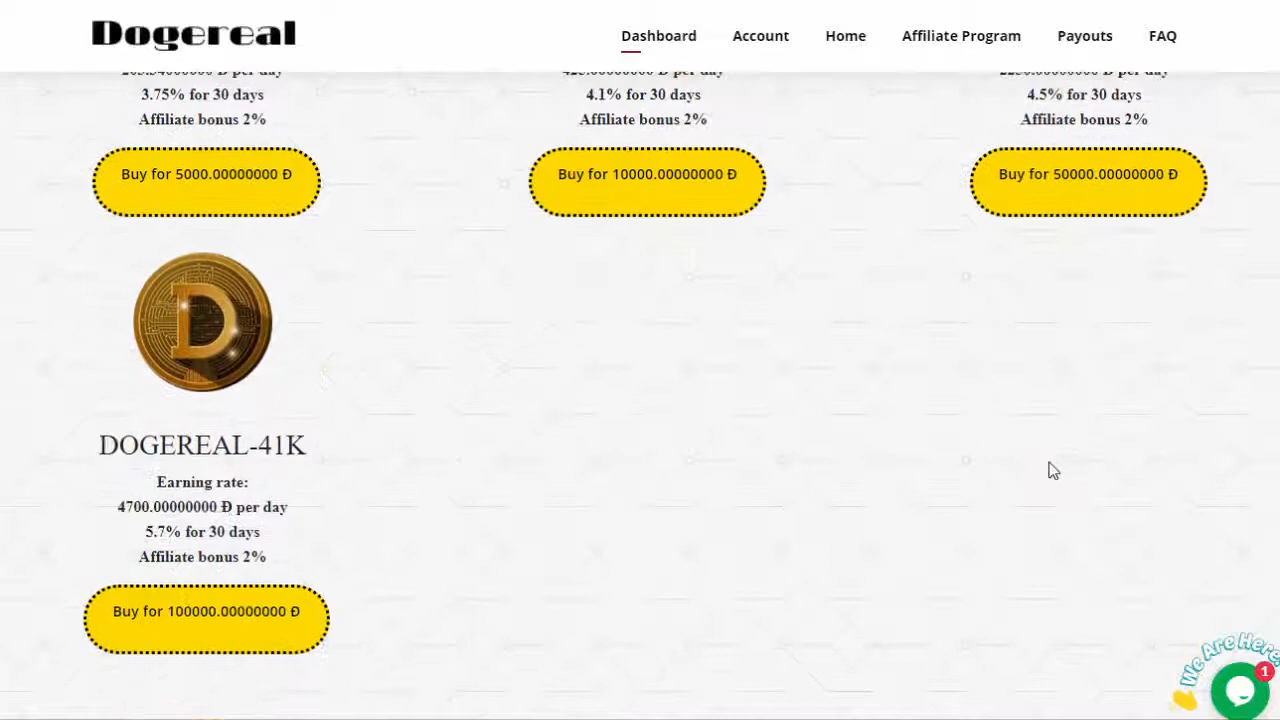 Dogereal
Dashboard Account Home Affiliate Program Payouts FAQ
3.75% for 30 days
Affiliate bonus 2%
Buy for 5000.00000000 Đ
4.1% for 30 days
Affiliate bonus 2%
Buy for 10000.00000000 Đ
4.5% for 30 days
Affiliate bonus 2%
Buy for 50000.00000000 Đ
DOGEREAL-41K
Earning rate:
4700.00000000 Đ per day
5.7% for 30 days
Affiliate bonus 2%
Buy for 100000.00000000 Đ
We Are Here!
1